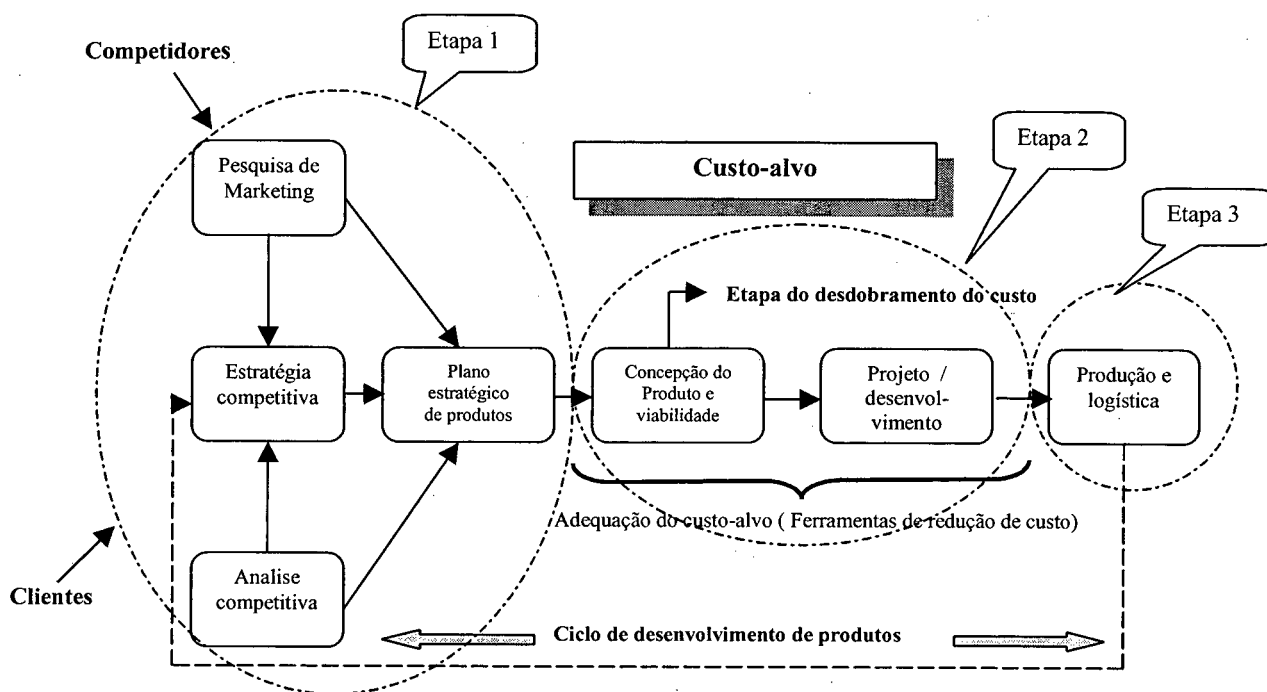 Etapa 1
Competidores
Etapa 2
Pesquisa de
Marketing
Custo-alvo
Etapa 3
Etapa do desdobramento do custo
Estratégia
competitiva
Plano
estratégico
de produtos
Concepção do
Produto e
viabilidade
Projeto /
desenvol-
vimento
Produção e
logística
Adequação do custo-alvo ( Ferramentas de redução de custo)
Analise
competitiva
Clientes
Ciclo de desenvolvimento de produtos